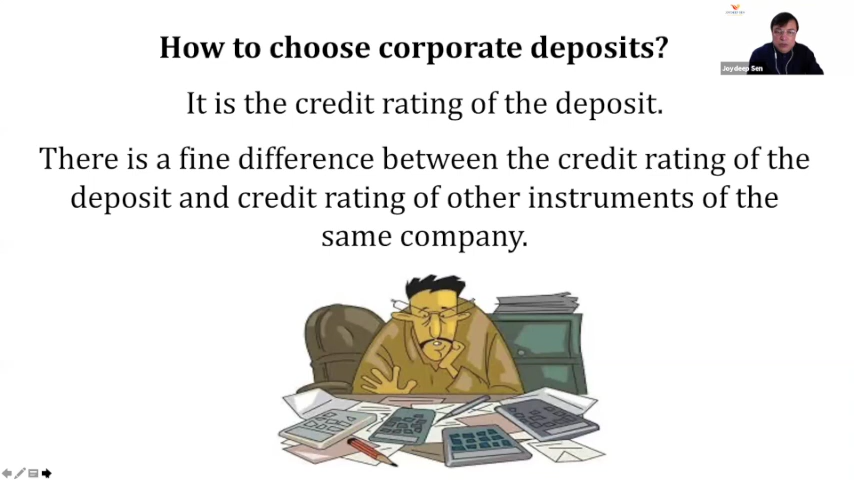 How to choose corporate deposits?
It is the credit rating of the deposit.
There is a fine difference between the credit rating of the
deposit and credit rating of other instruments of the
same company.
Joydeep Sen